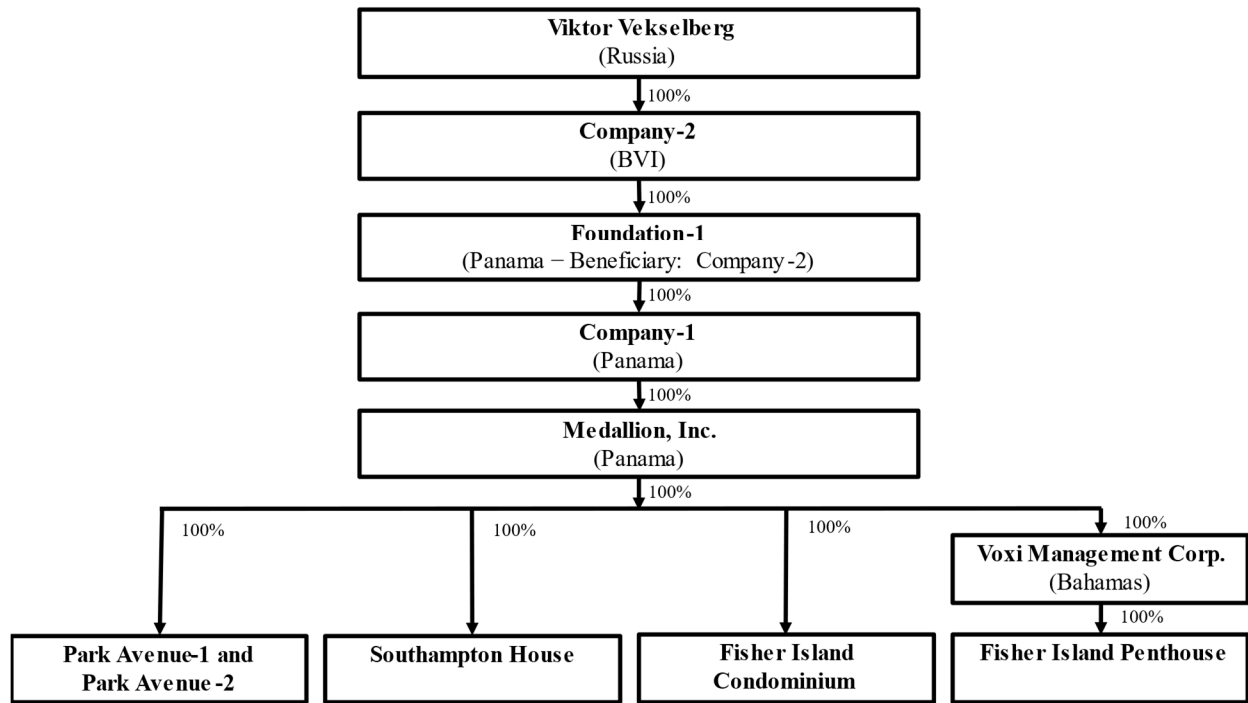 Viktor Vekselberg
(Russia)
100%
Company-2
(BVI)
100%
Foundation-1
(Panama − Beneficiary: Company-2)
100%
Company-1
(Panama)
100%
Medallion, Inc.
(Panama)
100%
100%
100%
100%
100%
Voxi Management Corp.
(Bahamas)
100%
Park Avenue-1 and
Park Avenue-2
Southampton House
Fisher Island
Condominium
Fisher Island Penthouse